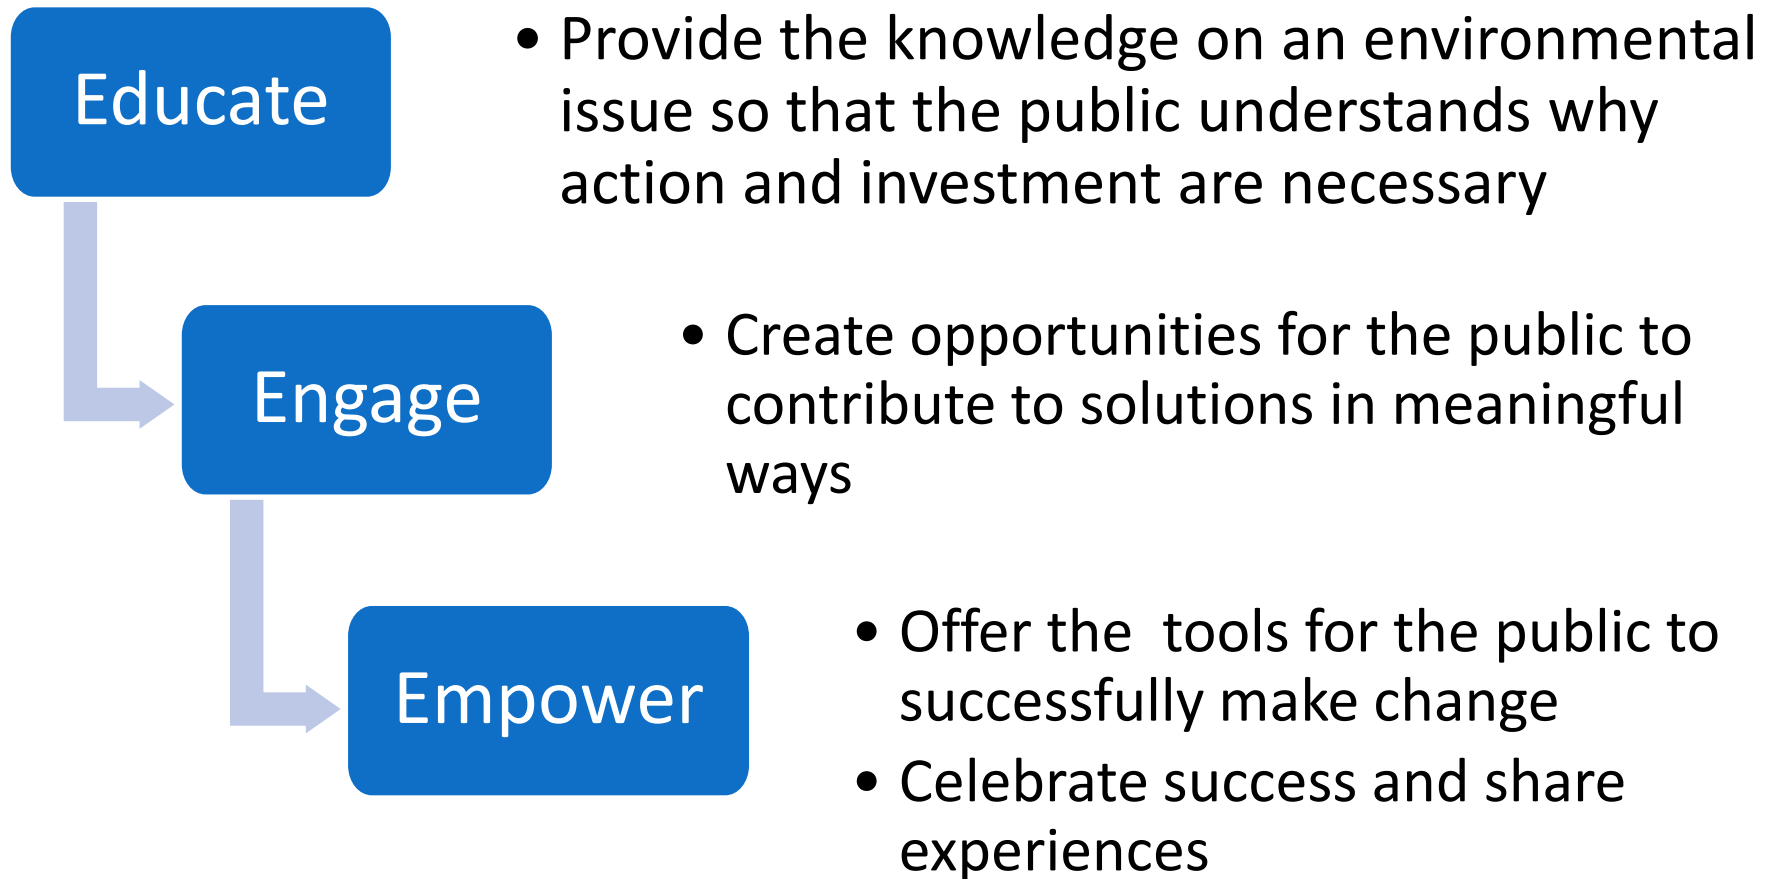 Educate
• Provide the knowledge on an environmental
issue so that the public understands why
action and investment are necessary
Engage
• Create opportunities for the public to
contribute to solutions in meaningful
ways
Empower
• Offer the  tools for the public to
successfully make change
• Celebrate success and share
experiences